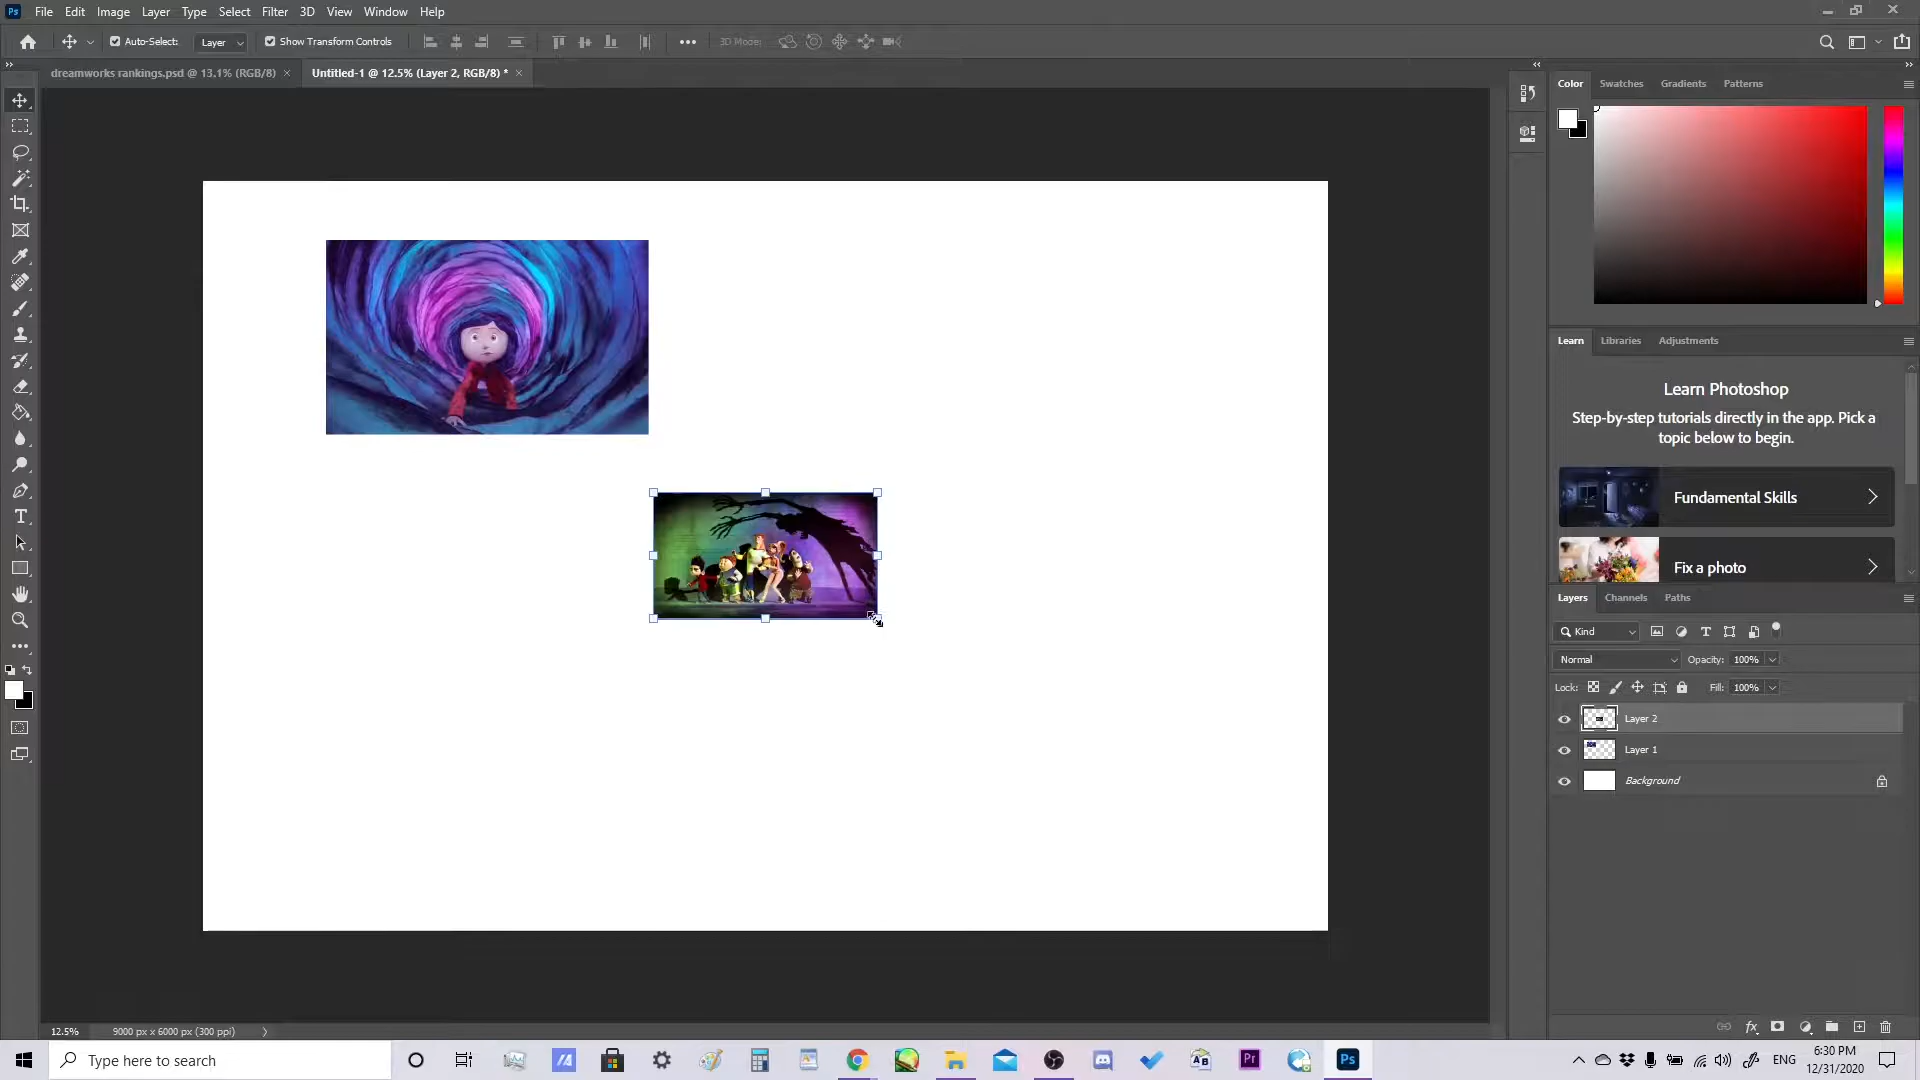 Ps File Edit Image Layer Type Select Filter 3D View Window Help
Auto-Select: Layer Show Transform Controls 3D Mode:
dreamworks rankings.psd @ 13,1% (RGB/8) × Untitled-1 @ 12.5% (Layer 2, RGB/8) * ×
Color Swatches Gradients Patterns
Learn Libraries Adjustments
Learn Photoshop
Step-by-step tutorials directly in the app. Pick a
topic below to begin.
Fundamental Skills
Fix a photo
Layers Channels Paths
Kind
Normal Opacity: 100%
Lock: Fill: 100%
Layer 2
Layer 1
Background
12.5% 9000 px x 6000 px (300 ppi)
Type here to search
Pr
Ps
ENG
6:30 PM
12/31/2020